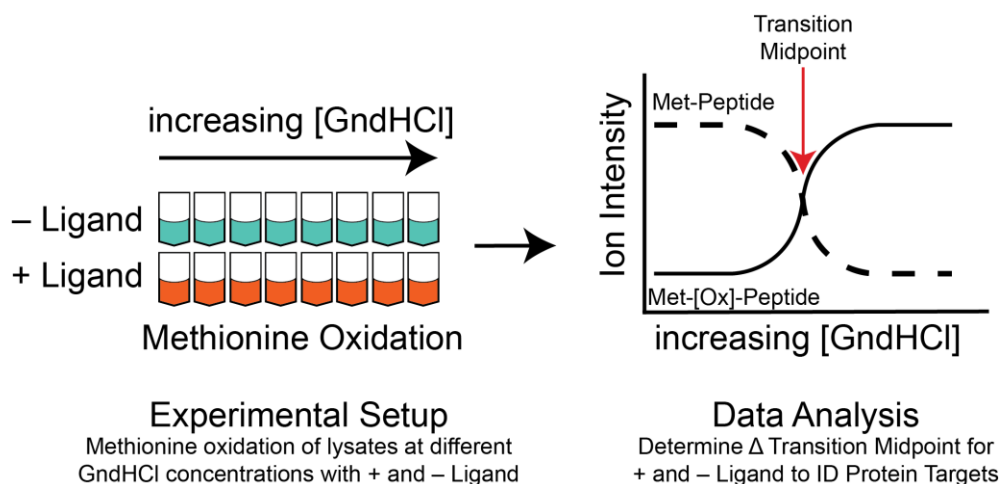 increasing [GndHCl]
– Ligand
+ Ligand
Methionine Oxidation
Experimental Setup
Methionine oxidation of lysates at different
GndHCl concentrations with + and – Ligand
Transition
Midpoint
Met-Peptide
Ion Intensity
Met-[Ox]-Peptide
increasing [GndHCl]
Data Analysis
Determine Δ Transition Midpoint for
+ and – Ligand to ID Protein Targets